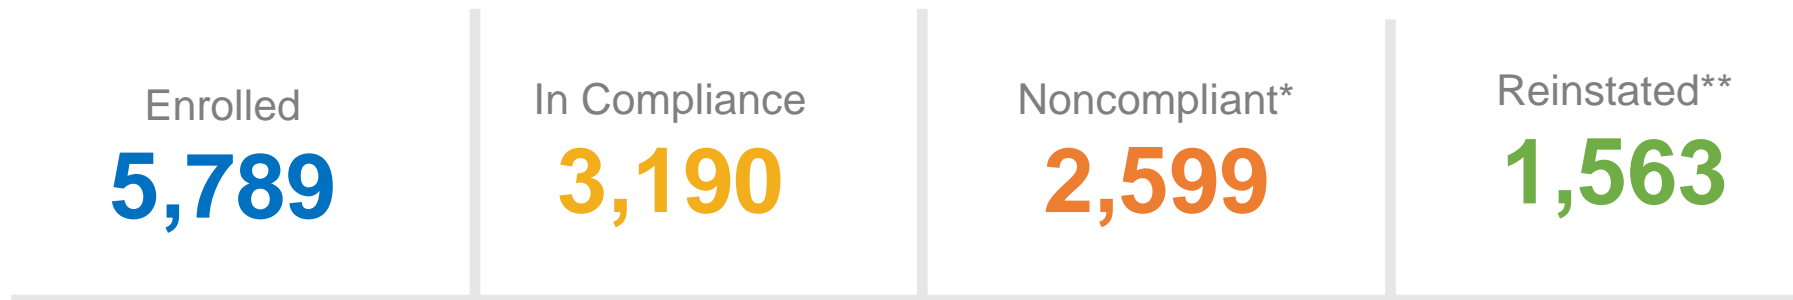 Enrolled
5,789
In Compliance
3,190
Noncompliant*
2,599
Reinstated**
1,563